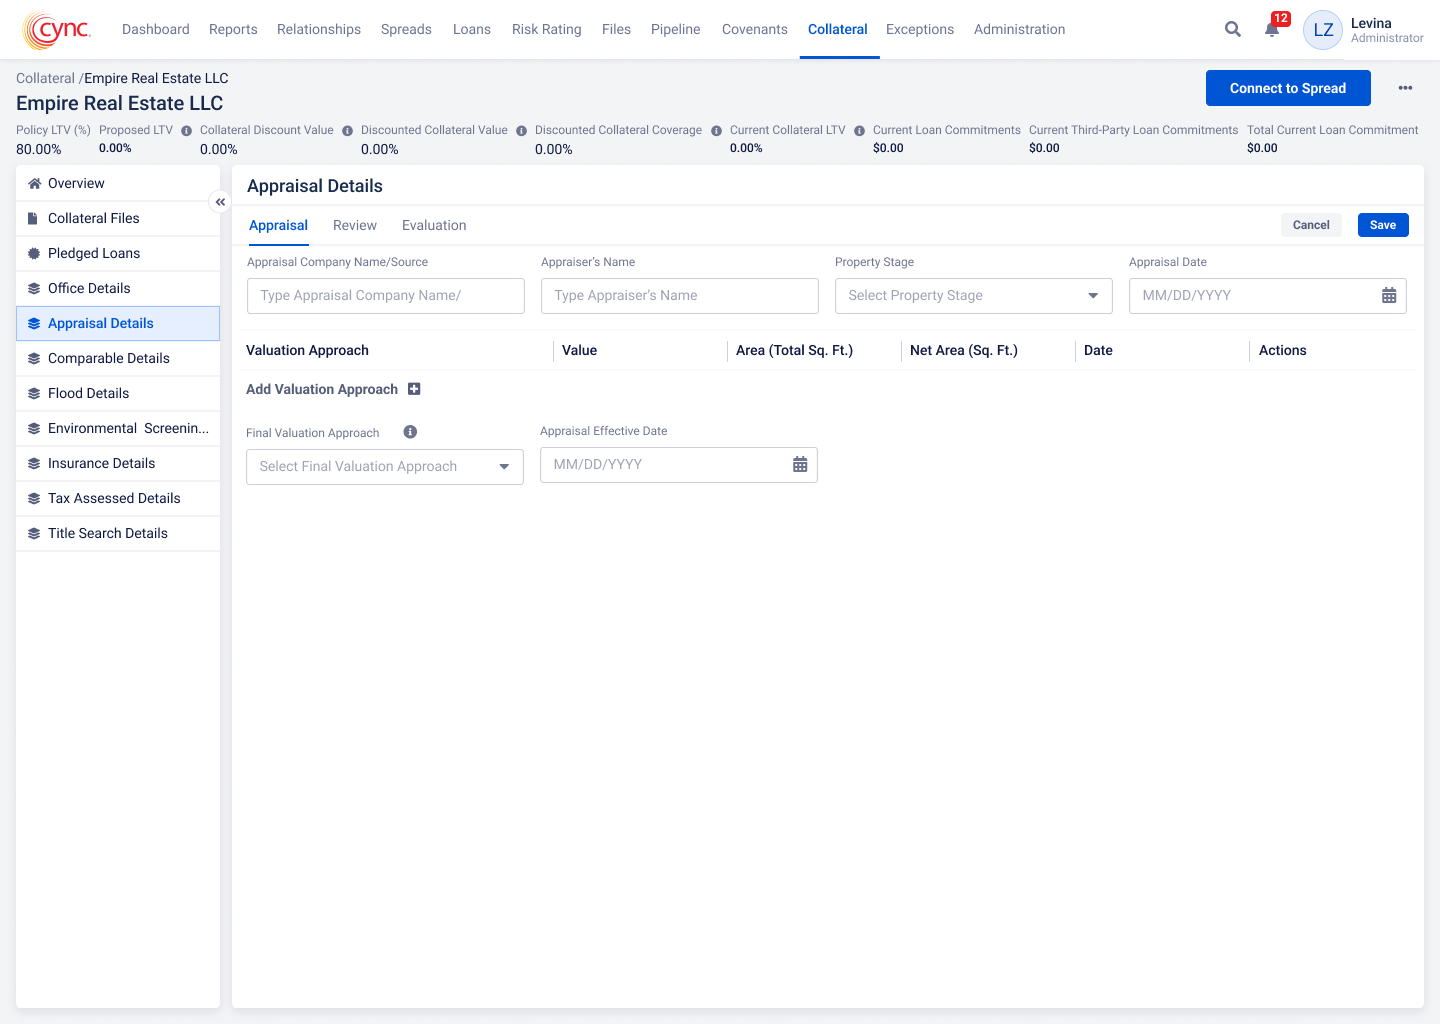 cync
Dashboard Reports Relationships Spreads Loans Risk Rating Files Pipeline Covenants Collateral Exceptions Administration
12
LZ
Levina
Administrator
Collateral /Empire Real Estate LLC
Empire Real Estate LLC
Connect to Spread
Policy LTV (%) Proposed LTV Collateral Discount Value Discounted Collateral Value Discounted Collateral Coverage Current Collateral LTV Current Loan Commitments Current Third-Party Loan Commitments Total Current Loan Commitment
80.00% 0.00% 0.00% 0.00% 0.00% 0.00% $0.00 $0.00 $0.00
Overview
Collateral Files
Pledged Loans
Office Details
Appraisal Details
Comparable Details
Flood Details
Environmental Screenin...
Insurance Details
Tax Assessed Details
Title Search Details
Appraisal Details
Appraisal Review Evaluation
Cancel Save
Appraisal Company Name/Source Appraiser's Name Property Stage Appraisal Date
Type Appraisal Company Name/ Type Appraiser's Name Select Property Stage MM/DD/YYYY
Valuation Approach Value Area (Total Sq. Ft.) Net Area (Sq. Ft.) Date Actions
Add Valuation Approach
Final Valuation Approach Appraisal Effective Date
Select Final Valuation Approach MM/DD/YYYY